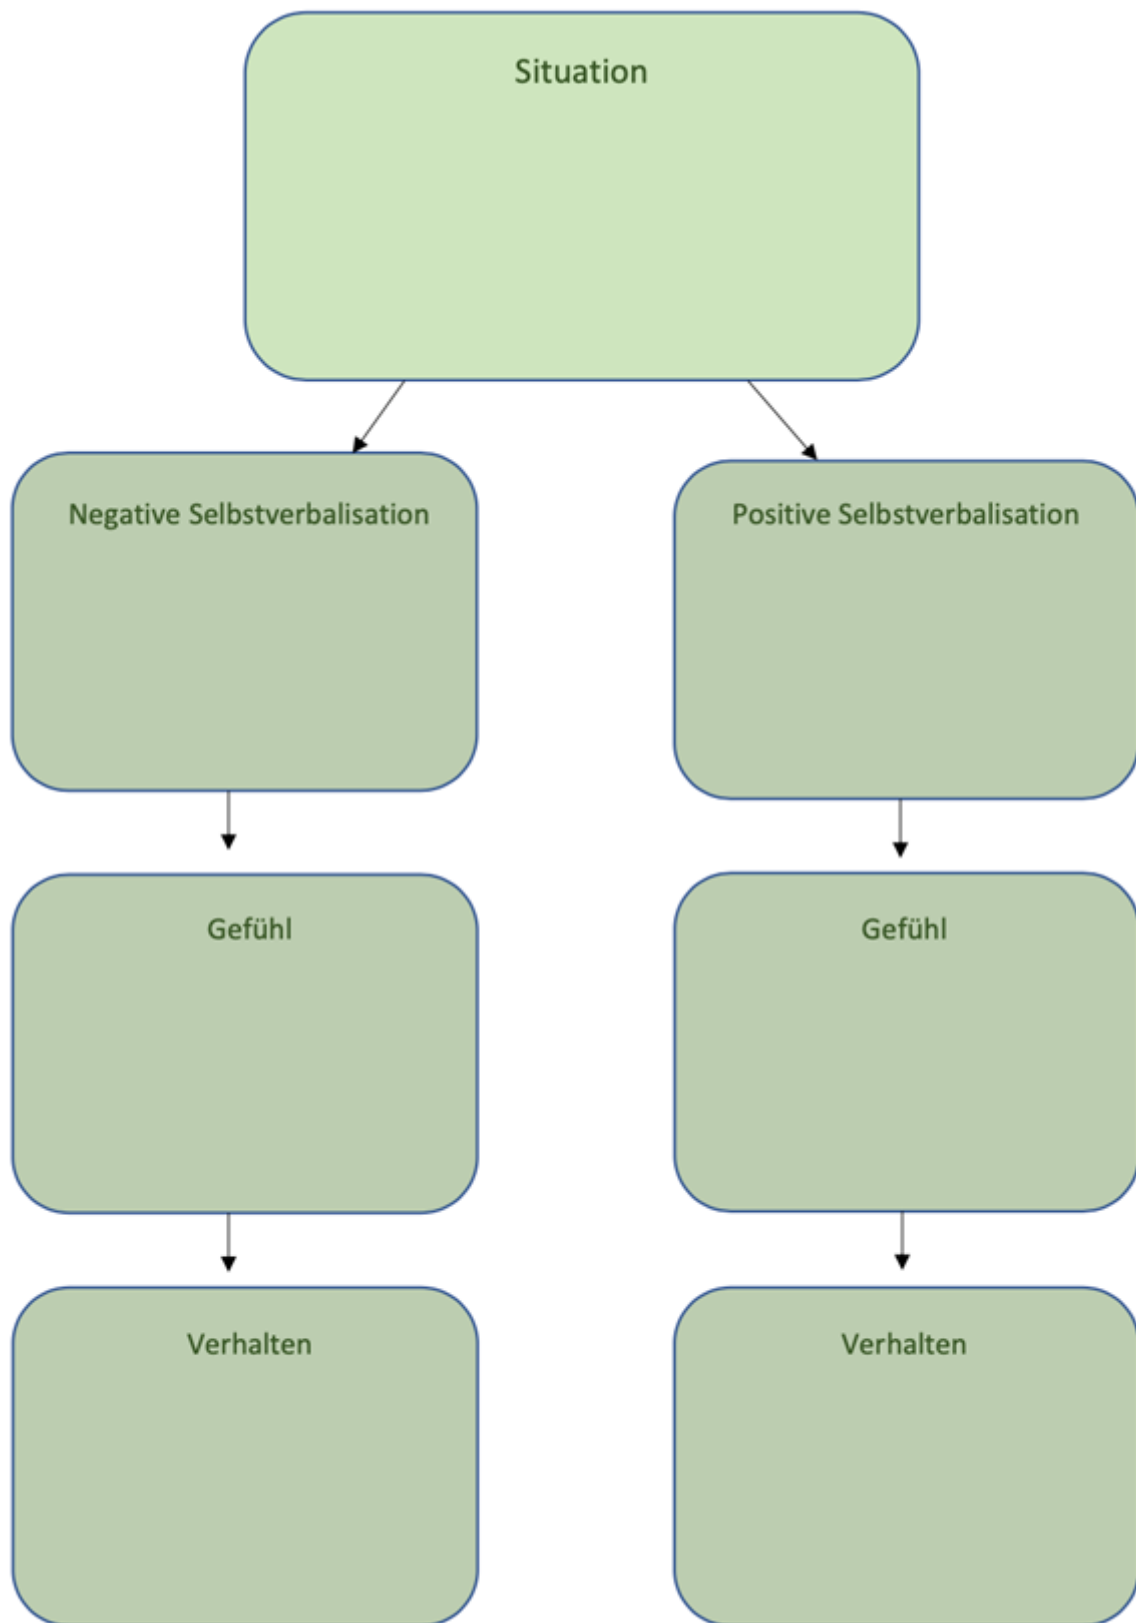 Situation
Negative Selbstverbalisation
Positive Selbstverbalisation
Gefühl
Gefühl
Verhalten
Verhalten